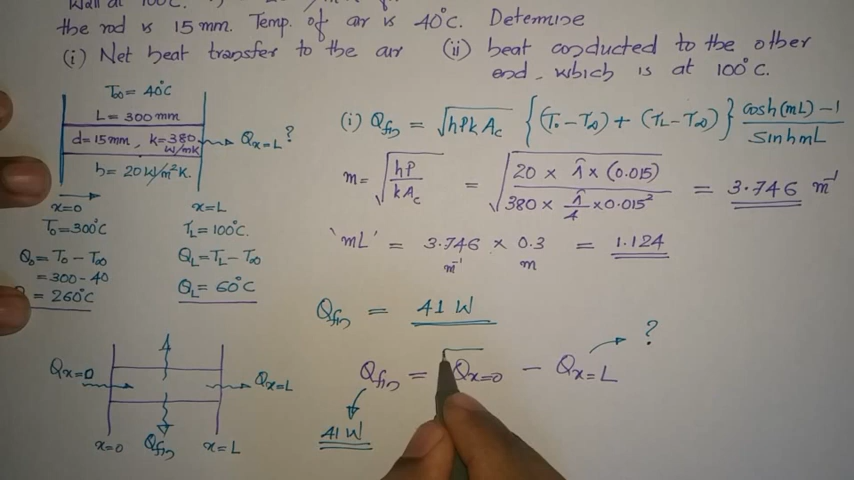 Wall at 100°C.
the rod is 15 mm. Temp. of air is 40°C. Determine
(i) Net heat transfer to the air (ii) heat conducted to the other
end, which is at 100°C.
T∞ = 40°C
L = 300 mm
d = 15 mm, k = 380 W/mK
Qx=L ?
h = 20 W/m²K.
x=0 x=L
T0 = 300°C TL = 100°C.
Q0 = T0 - T∞ QL = TL - T∞
= 300 - 40 QL = 60°C
= 260°C
(i) Qfin = √hPkAc {(T0 - T∞) + (TL - T∞)} cosh(mL) - 1 / sinhmL
m = √hP/kAc = √20 × π × (0.015) / 380 × π/4 × 0.015² = 3.746 m⁻¹
'mL' = 3.746 m⁻¹ × 0.3 m = 1.124
Qfin = 41 W
Qfin = Qx=0 - Qx=L ?
41 W
Qx=0 Qx=L
x=0 Qfin x=L